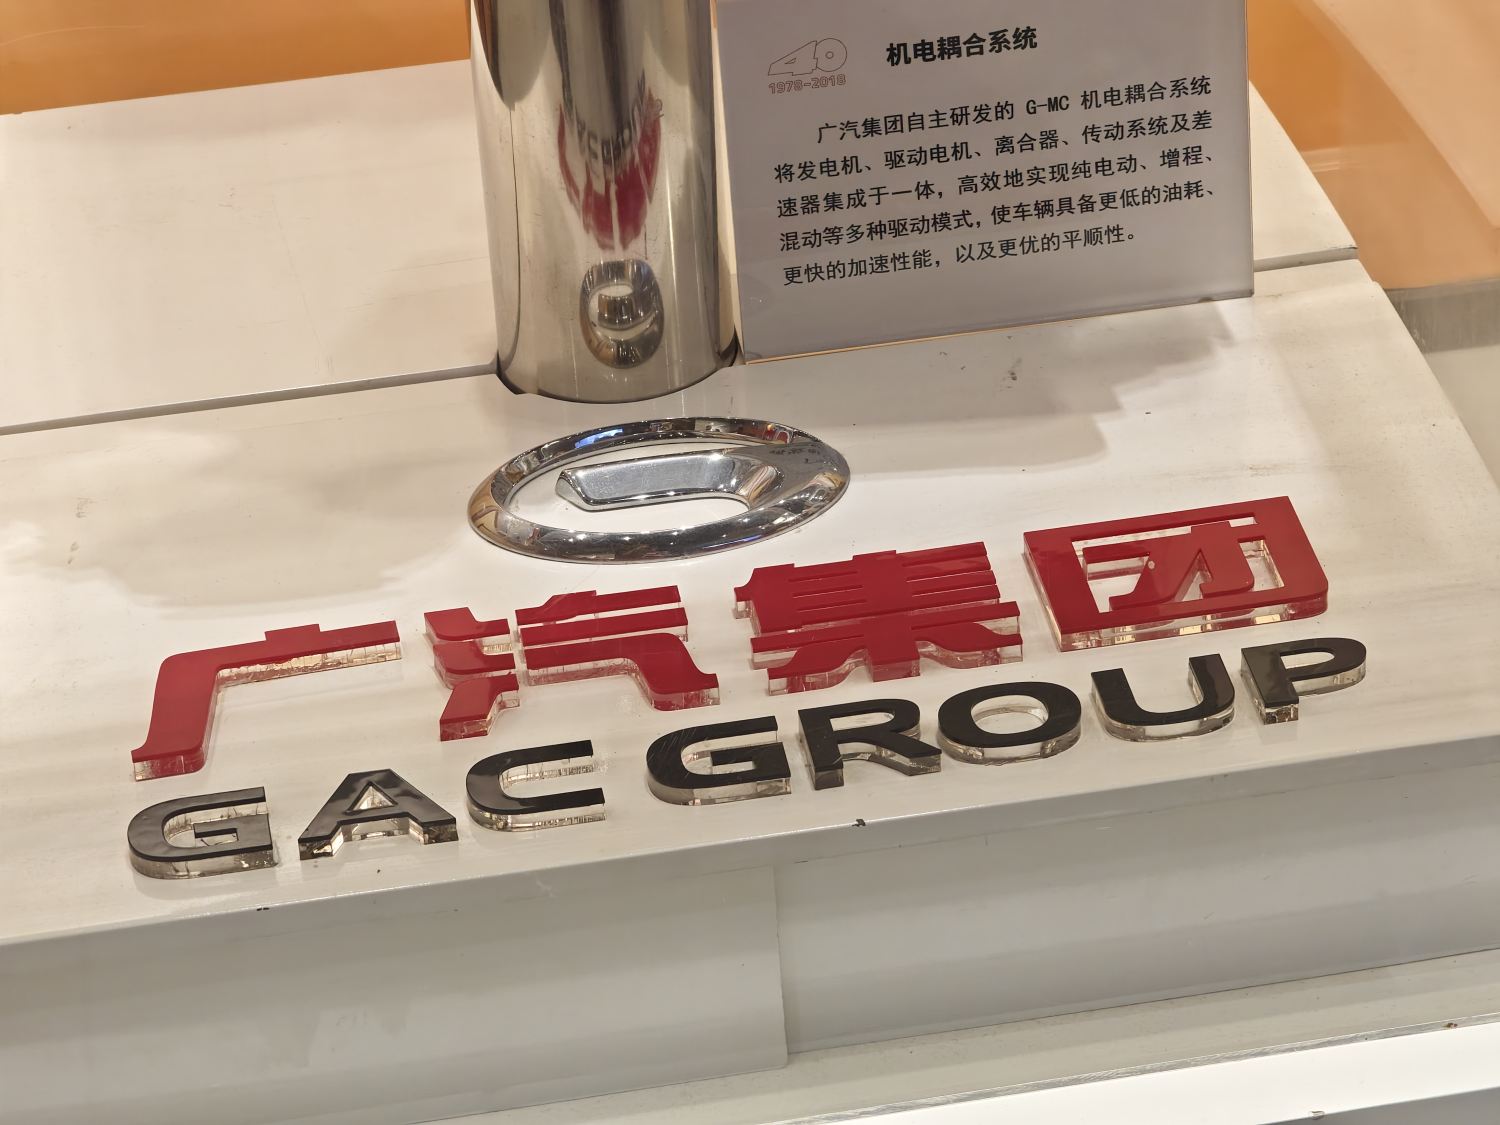 40
1978-2018
机电耦合系统
广汽集团自主研发的 G-MC 机电耦合系统
将发电机、驱动电机、离合器、传动系统及差
速器集成于一体，高效地实现纯电动、增程、
混动等多种驱动模式，使车辆具备更低的油耗、
更快的加速性能，以及更优的平顺性。
广汽集团
GAC GROUP